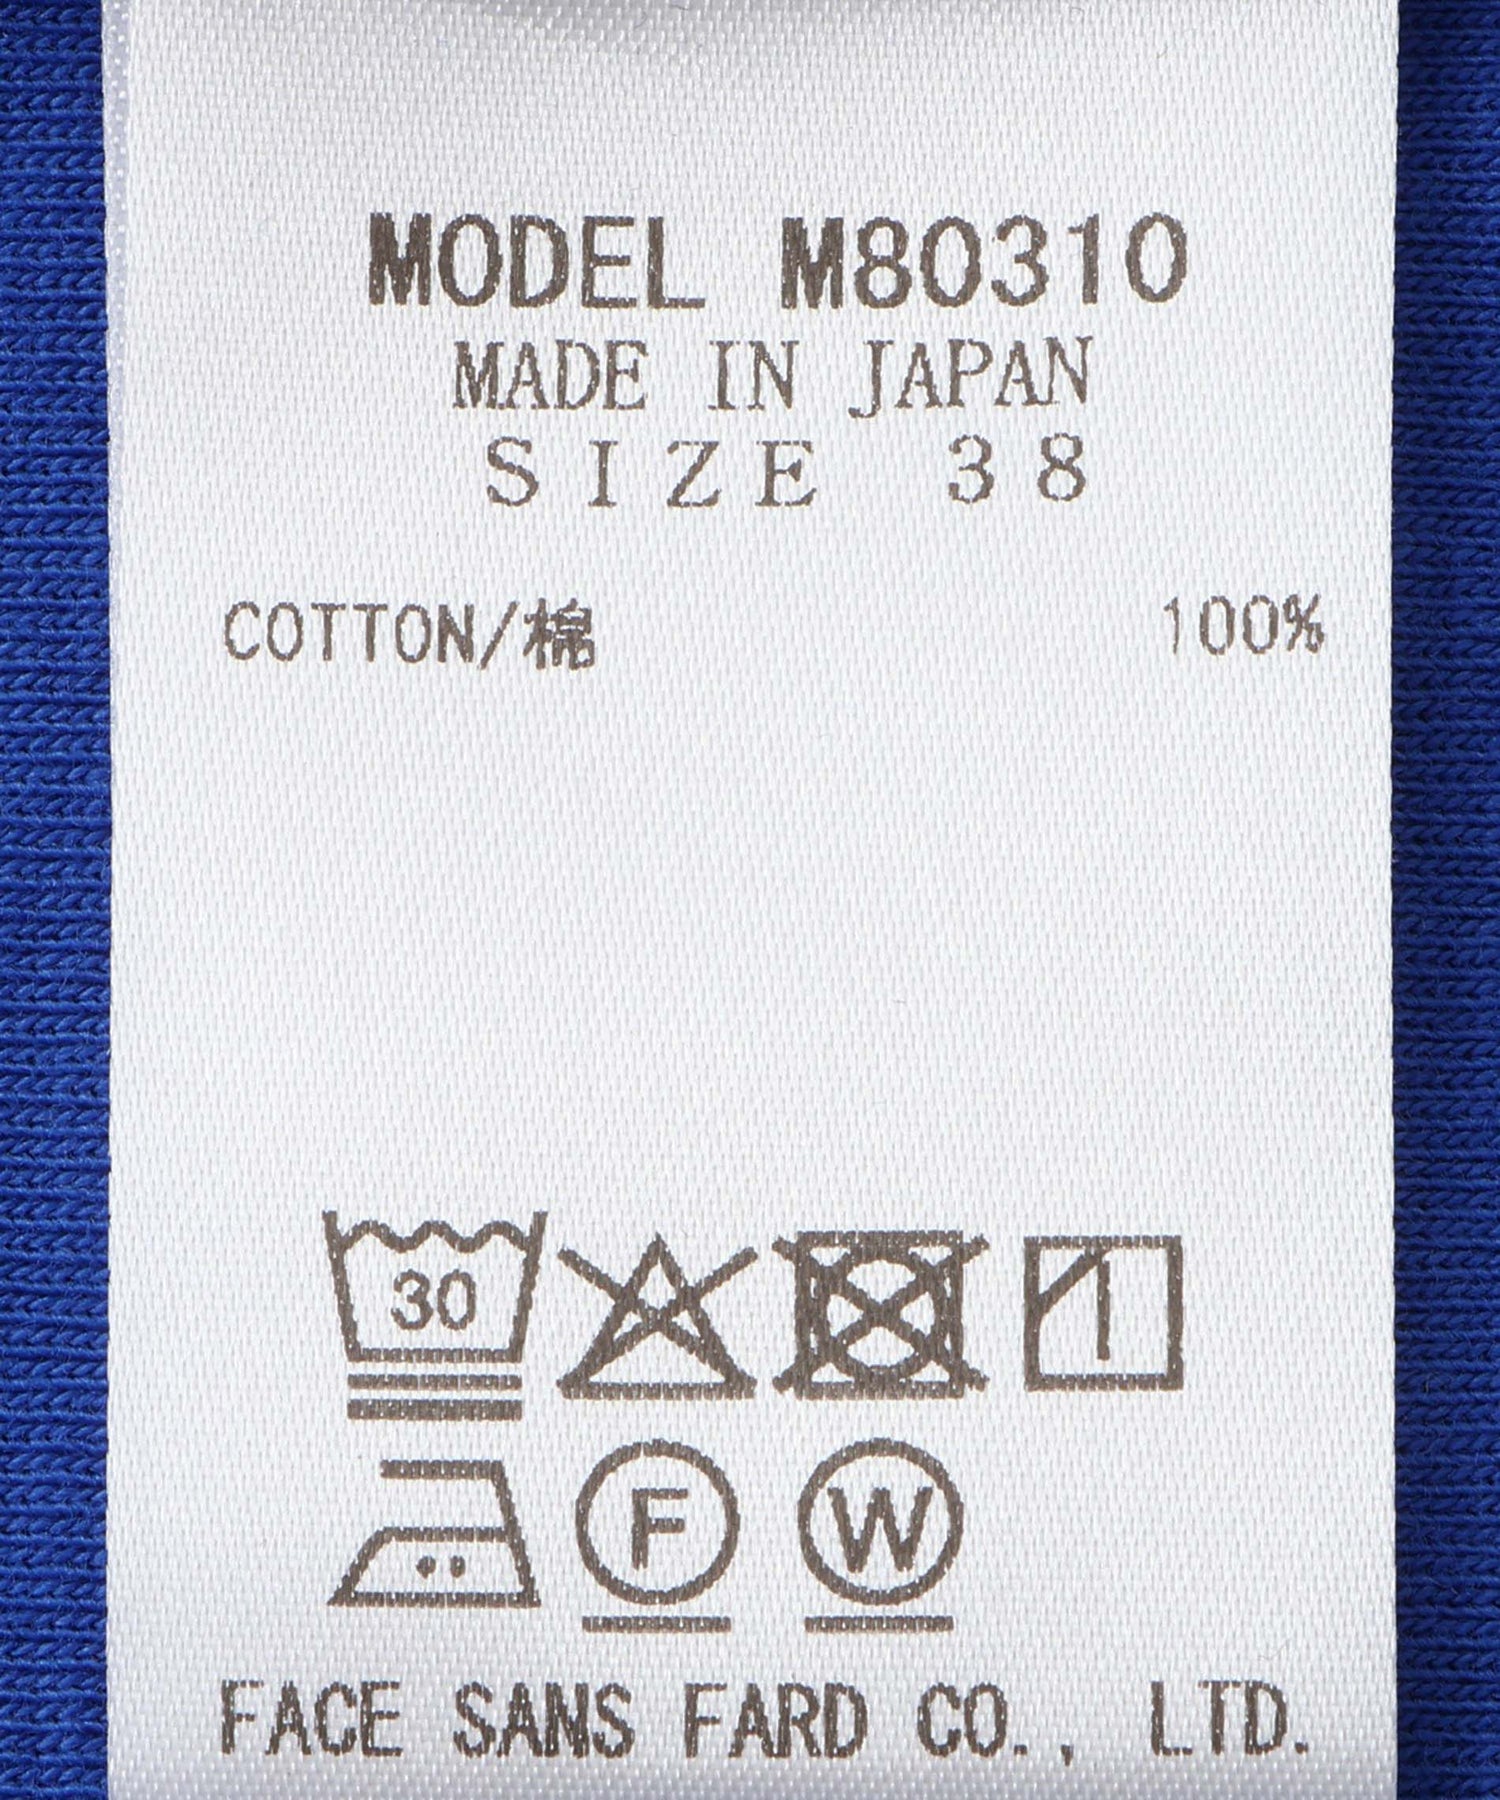 MODEL M80310
MADE IN JAPAN
SIZE 38
COTTON/棉 100%
30
F W
FACE SANS FARD CO., LTD.